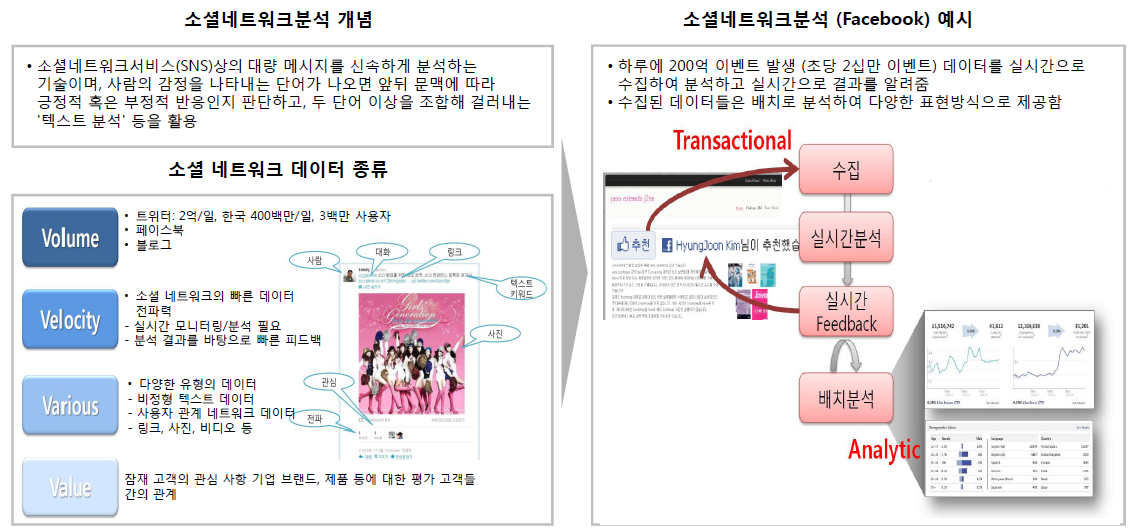 소셜네트워크분석 개념
• 소셜네트워크서비스(SNS)상의 대량 메시지를 신속하게 분석하는
기술이며, 사람의 감정을 나타내는 단어가 나오면 앞뒤 문맥에 따라
긍정적 혹은 부정적 반응인지 판단하고, 두 단어 이상을 조합해 걸러내는
'텍스트 분석' 등을 활용
소셜 네트워크 데이터 종류
Volume
• 트위터: 2억/일, 한국 400백만/일, 3백만 사용자
• 페이스북
• 블로그
Velocity
• 소셜 네트워크의 빠른 데이터
전파력
- 실시간 모니터링/분석 필요
- 분석 결과를 바탕으로 빠른 피드백
Various
• 다양한 유형의 데이터
- 비정형 텍스트 데이터
- 사용자 관계 네트워크 데이터
- 링크, 사진, 비디오 등
Value
잠재 고객의 관심 사항 기업 브랜드, 제품 등에 대한 평가 고객들
간의 관계
사람
대화
링크
텍스트
키워드
Girls'
Generation
사진
관심
전파
소셜네트워크분석 (Facebook) 예시
• 하루에 200억 이벤트 발생 (초당 2십만 이벤트) 데이터를 실시간으로
수집하여 분석하고 실시간으로 결과를 알려줌
• 수집된 데이터들은 배치로 분석하여 다양한 표현방식으로 제공함
Transactional
수집
jaso extends j2ee
추천
HyungJoon Kim님이 추천했습
실시간분석
실시간
Feedback
배치분석
Analytic
12,169,638
35,201